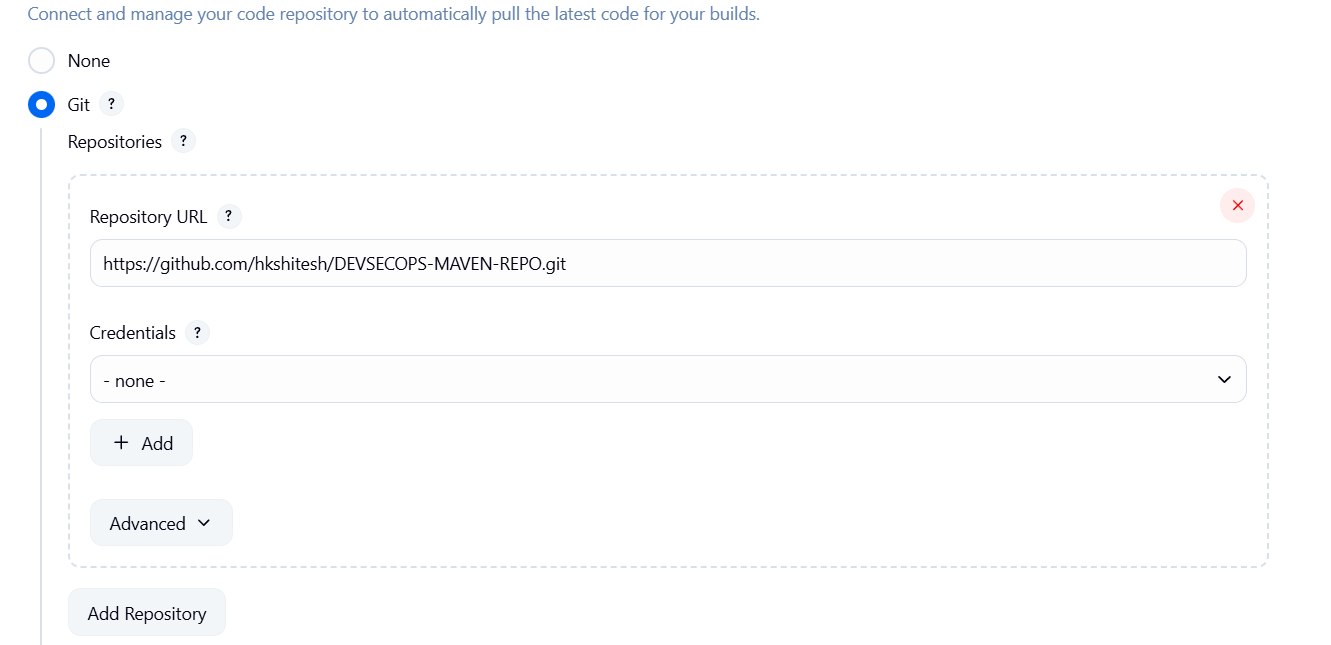 Connect and manage your code repository to automatically pull the latest code for your builds.
None
Git ?
Repositories ?
Repository URL ?
https://github.com/hkshitesh/DEVSECOPS-MAVEN-REPO.git
Credentials ?
- none -
+ Add
Advanced
Add Repository